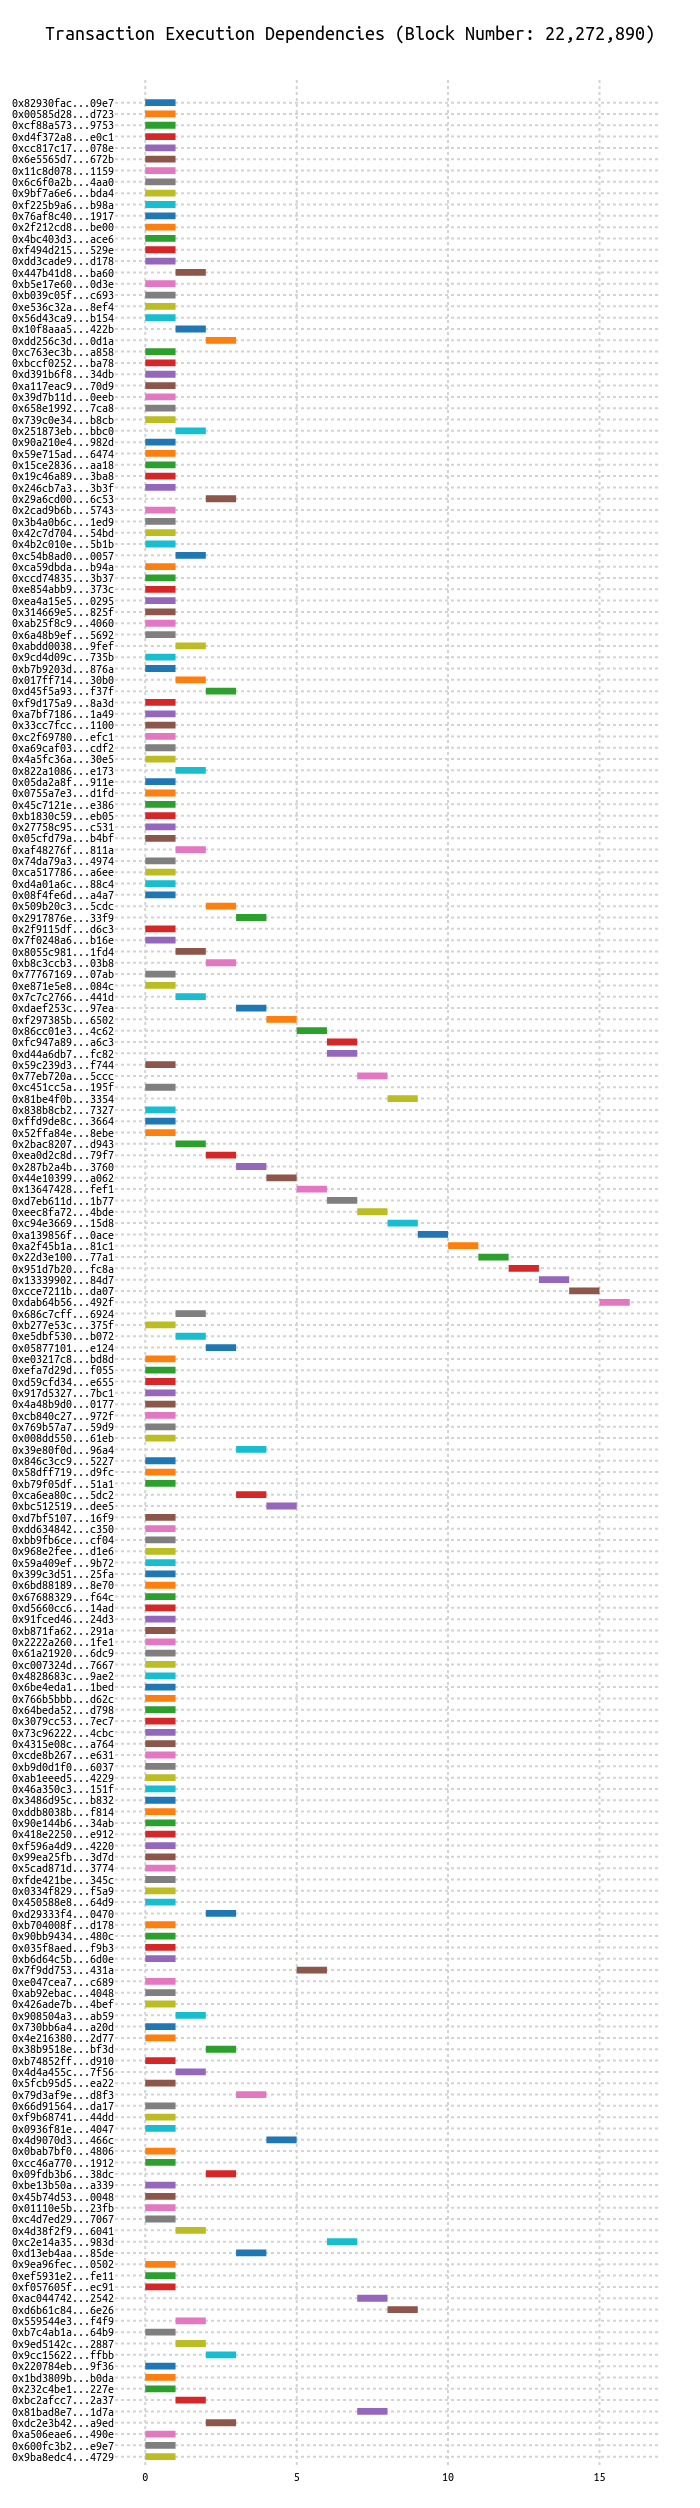 Transaction Execution Dependencies (Block Number: 22,272,890)
0x82930fac...09e7
0x00585d28...d723
0xcf88a573...9753
0xd4f372a8...e0c1
0xcc817c17...078e
0x6e5565d7...672b
0x11c8d078...1159
0x6c6f0a2b...4aa0
0x9bf7a6e6...bda4
0xf225b9a6...b98a
0x76af8c40...1917
0x2f212cd8...be00
0x4bc403d3...ace6
0xf494d215...529e
0xdd3cade9...d178
0x447b41d8...ba60
0xb5e17e60...0d3e
0xb039c05f...c693
0xe536c32a...8ef4
0x56d43ca9...b154
0x10f8aaa5...422b
0xdd256c3d...0d1a
0xc763ec3b...a858
0xbccf0252...ba78
0xd391b6f8...34db
0xa117eac9...70d9
0x39d7b11d...0eeb
0x658e1992...7ca8
0x739c0e34...b8cb
0x251873eb...bbc0
0x90a210e4...982d
0x59e715ad...6474
0x15ce2836...aa18
0x19c46a89...3ba8
0x246cb7a3...3b3f
0x29a6cd00...6c53
0x2cad9b6b...5743
0x3b4a0b6c...1ed9
0x42c7d704...54bd
0x4b2c010e...5b1b
0xc54b8ad0...0057
0xca59dbda...b94a
0xccd74835...3b37
0xe854abb9...373c
0xea4a15e5...0295
0x314669e5...825f
0xab25f8c9...4060
0x6a48b9ef...5692
0xabdd0038...9fef
0x9cd4d09c...735b
0xb7b9203d...876a
0x017ff714...30b0
0xd45f5a93...f37f
0xf9d175a9...8a3d
0xa7bf7186...1a49
0x33cc7fcc...1100
0xc2f69780...efc1
0xa69caf03...cdf2
0x4a5fc36a...30e5
0x822a1086...e173
0x05da2a8f...911e
0x0755a7e3...d1fd
0x45c7121e...e386
0xb1830c59...eb05
0x27758c95...c531
0x05cfd79a...b4bf
0xaf48276f...811a
0x74da79a3...4974
0xca517786...a6ee
0xd4a01a6c...88c4
0x08f4fe6d...a4a7
0x509b20c3...5cdc
0x2917876e...33f9
0x2f9115df...d6c3
0x7f0248a6...b16e
0x8055c981...1fd4
0xb8c3ccb3...03b8
0x77767169...07ab
0xe871e5e8...084c
0x7c7c2766...441d
0xdaef253c...97ea
0xf297385b...6502
0x86cc01e3...4c62
0xfc947a89...a6c3
0xd44a6db7...fc82
0x59c239d3...f744
0x77eb720a...5ccc
0xc451cc5a...195f
0x81be4f0b...3354
0x838b8cb2...7327
0xffd9de8c...3664
0x52ffa84e...8ebe
0x2bac8207...d943
0xea0d2c8d...79f7
0x287b2a4b...3760
0x44e10399...a062
0x13647428...fef1
0xd7eb611d...1b77
0xeec8fa72...4bde
0xc94e3669...15d8
0xa139856f...0ace
0xa2f45b1a...81c1
0x22d3e100...77a1
0x951d7b20...fc8a
0x13339902...84d7
0xcce7211b...da07
0xdab64b56...492f
0x686c7cff...6924
0xb277e53c...375f
0xe5dbf530...b072
0x05877101...e124
0xe03217c8...bd8d
0xefa7d29d...f055
0xd59cfd34...e655
0x917d5327...7bc1
0x4a48b9d0...0177
0xcb840c27...972f
0x769b57a7...59d9
0x008dd550...61eb
0x39e80f0d...96a4
0x846c3cc9...5227
0x58dff719...d9fc
0xb79f05df...51a1
0xca6ea80c...5dc2
0xbc512519...dee5
0xd7bf5107...16f9
0xdd634842...c350
0xbb9fb6ce...cf04
0x968e2fee...d1e6
0x59a409ef...9b72
0x399c3d51...25fa
0x6bd88189...8e70
0x67688329...f64c
0xd5660cc6...14ad
0x91fced46...24d3
0xb871fa62...291a
0x2222a260...1fe1
0x61a21920...6dc9
0xc007324d...7667
0x4828683c...9ae2
0x6be4eda1...1bed
0x766b5bbb...d62c
0x64beda52...d798
0x3079cc53...7ec7
0x73c96222...4cbc
0x4315e08c...a764
0xcde8b267...e631
0xb9d0d1f0...6037
0xab1eeed5...4229
0x46a350c3...151f
0x3486d95c...b832
0xddb8038b...f814
0x90e144b6...34ab
0x418e2250...e912
0xf596a4d9...4220
0x99ea25fb...3d7d
0x5cad871d...3774
0xfde421be...345c
0x0334f829...f5a9
0x450588e8...64d9
0xd29333f4...0470
0xb704008f...d178
0x90bb9434...480c
0x035f8aed...f9b3
0xb6d64c5b...6d0e
0x7f9dd753...431a
0xe047cea7...c689
0xab92ebac...4048
0x426ade7b...4bef
0x908504a3...ab59
0x730bb6a4...a20d
0x4e216380...2d77
0x38b9518e...bf3d
0xb74852ff...d910
0x4d4a455c...7f56
0x5fcb95d5...ea22
0x79d3af9e...d8f3
0x66d91564...da17
0xf9b68741...44dd
0x0936f81e...4047
0x4d9070d3...466c
0x0bab7bf0...4806
0xcc46a770...1912
0x09fdb3b6...38dc
0xbe13b50a...a339
0x45b74d53...0048
0x01110e5b...23fb
0xc4d7ed29...7067
0x4d38f2f9...6041
0xc2e14a35...983d
0xd13eb4aa...85de
0x9ea96fec...0502
0xef5931e2...fe11
0xf057605f...ec91
0xac044742...2542
0xd6b61c84...6e26
0x559544e3...f4f9
0xb7c4ab1a...64b9
0x9ed5142c...2887
0x9cc15622...ffbb
0x220784eb...9f36
0x1bd3809b...b0da
0x232c4be1...227e
0xbc2afcc7...2a37
0x81bad8e7...1d7a
0xdc2e3b42...a9ed
0xa506eae6...490e
0x600fc3b2...e9e7
0x9ba8edc4...4729
0 5 10 15